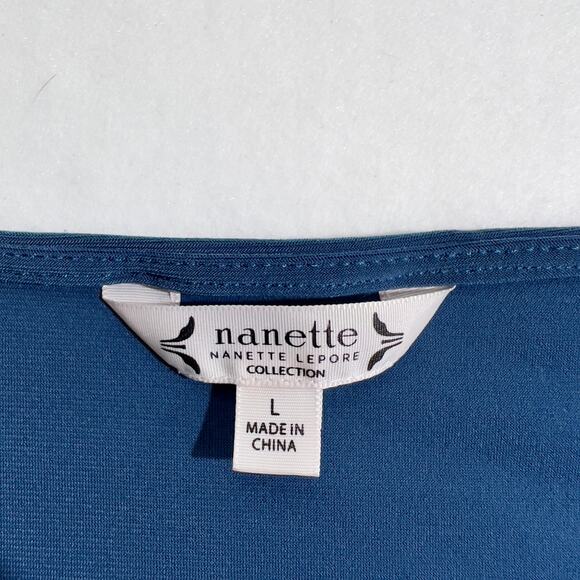 nanette
NANETTE LEPORE
COLLECTION
L
MADE IN
CHINA